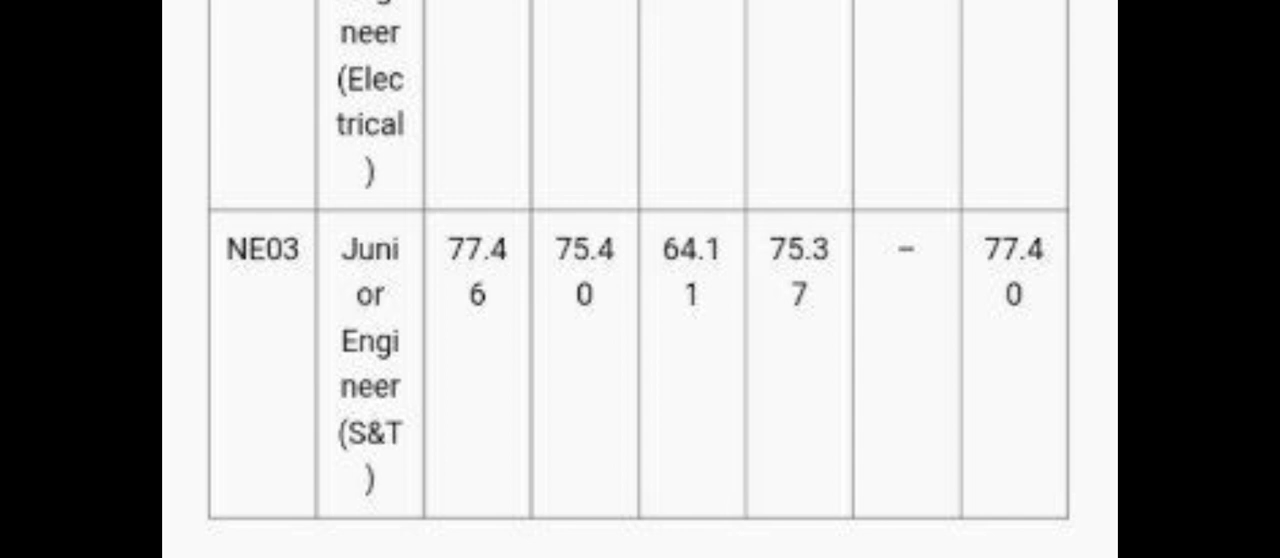 neer
(Elec
trical
)
NE03 Juni 77.4 75.4 64.1 75.3 – 77.4
or 6 0 1 7 0
Engi
neer
(S&T
)